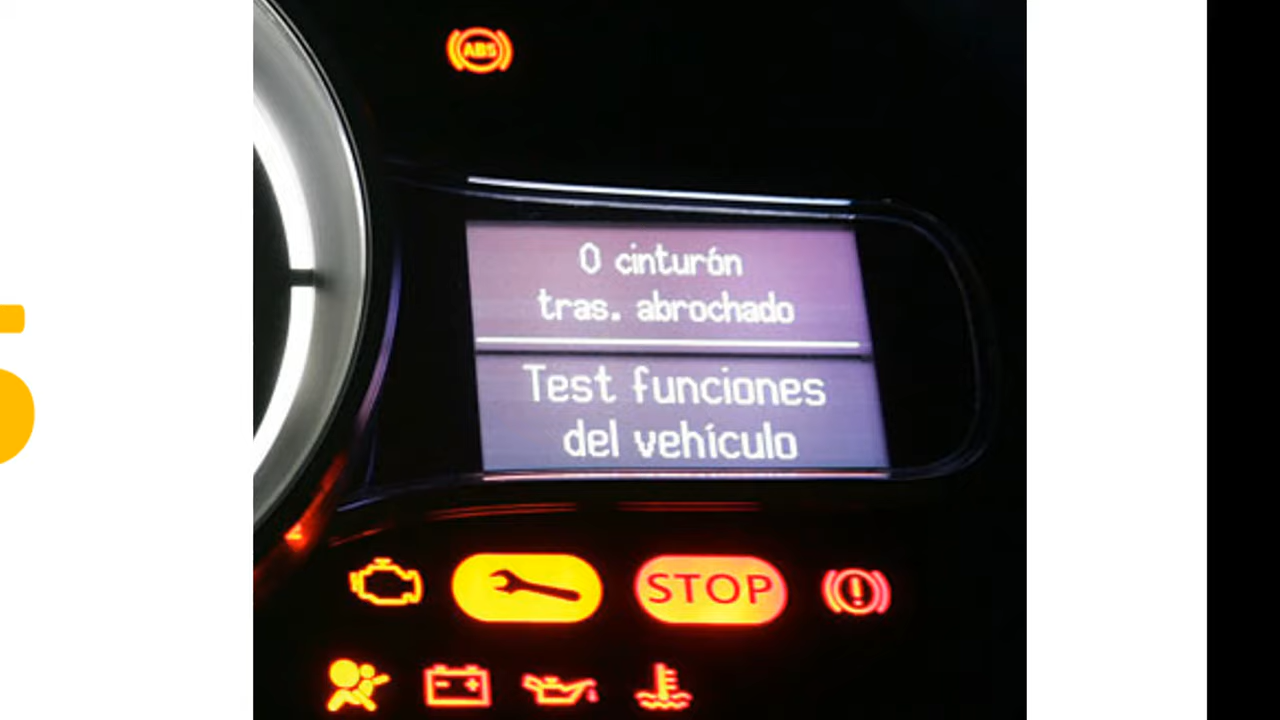 ABS
0 cinturón
tras. abrochado
Test funciones
del vehículo
STOP